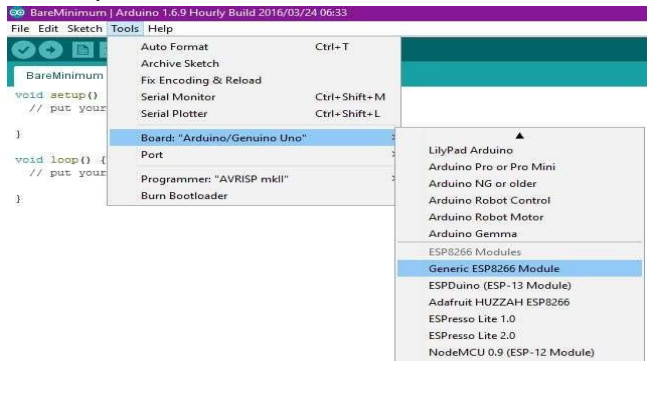 BareMinimum | Arduino 1.6.9 Hourly Build 2016/03/24 06:33
File Edit Sketch Tools Help
BareMinimum
void setup()
// put your
}
void loop() {
// put your
}
Auto Format Ctrl+T
Archive Sketch
Fix Encoding & Reload
Serial Monitor Ctrl+Shift+M
Serial Plotter Ctrl+Shift+L
Board: "Arduino/Genuino Uno"
Port
Programmer: "AVRISP mkII"
Burn Bootloader
LilyPad Arduino
Arduino Pro or Pro Mini
Arduino NG or older
Arduino Robot Control
Arduino Robot Motor
Arduino Gemma
ESP8266 Modules
Generic ESP8266 Module
ESPDuino (ESP-13 Module)
Adafruit HUZZAH ESP8266
ESPresso Lite 1.0
ESPresso Lite 2.0
NodeMCU 0.9 (ESP-12 Module)